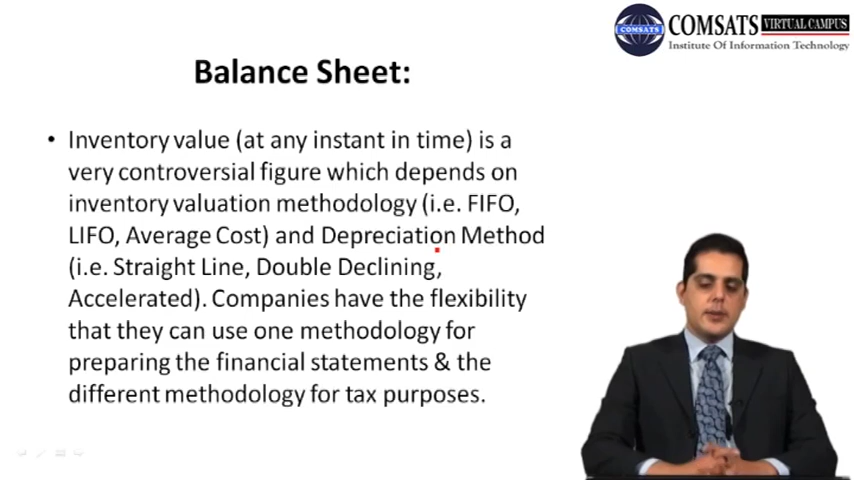 COMSATS
COMSATS VIRTUAL CAMPUS
Institute Of Information Technology
Balance Sheet:
• Inventory value (at any instant in time) is a
very controversial figure which depends on
inventory valuation methodology (i.e. FIFO,
LIFO, Average Cost) and Depreciation Method
(i.e. Straight Line, Double Declining,
Accelerated). Companies have the flexibility
that they can use one methodology for
preparing the financial statements & the
different methodology for tax purposes.